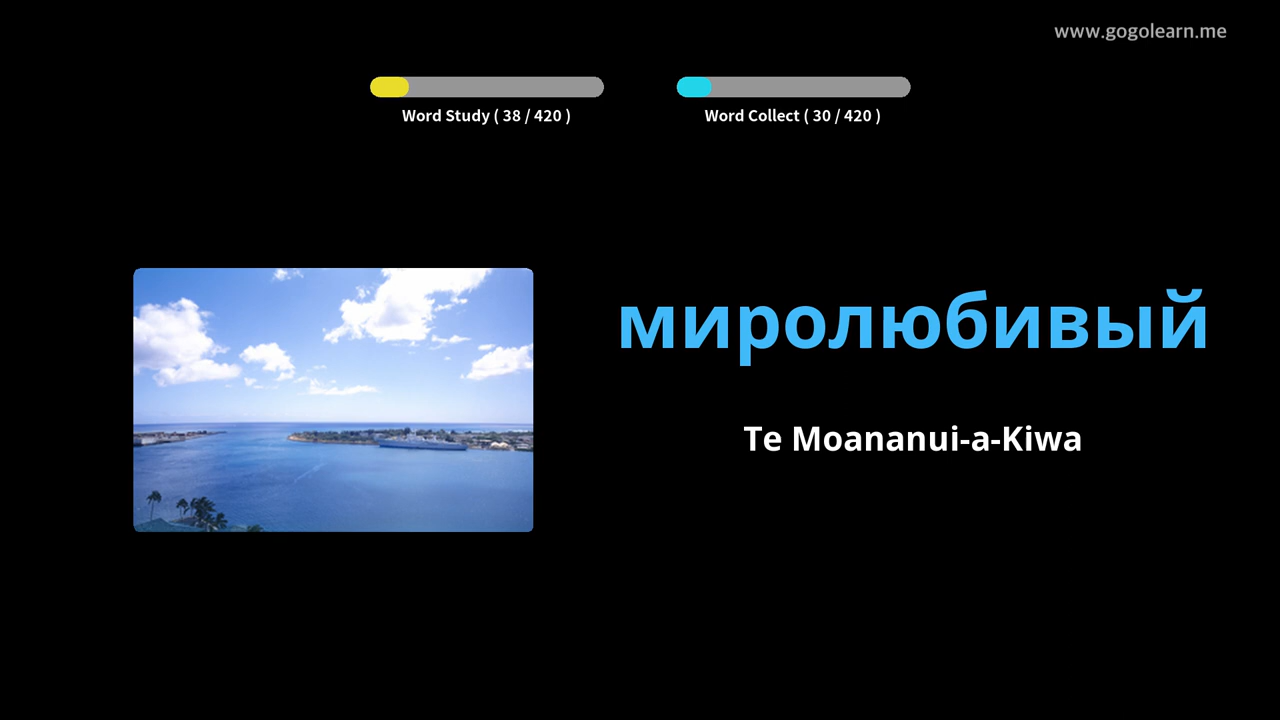 www.gogolearn.me
Word Study ( 38 / 420 )
Word Collect ( 30 / 420 )
миролюбивый
Te Moananui-a-Kiwa